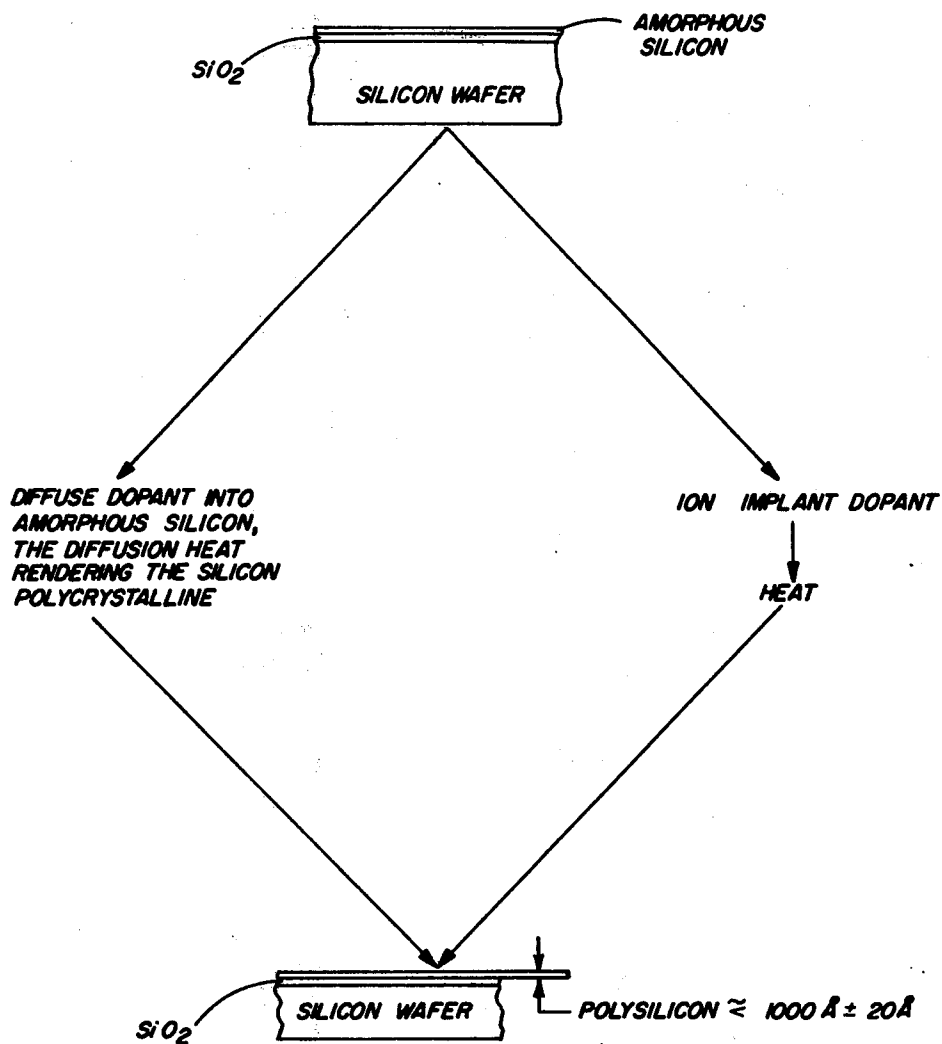 AMORPHOUS
SILICON
SiO2
SILICON WAFER
DIFFUSE DOPANT INTO
AMORPHOUS SILICON,
THE DIFFUSION HEAT
RENDERING THE SILICON
POLYCRYSTALLINE
ION IMPLANT DOPANT
HEAT
SILICON WAFER
POLYSILICON ≈ 1000 Å ± 20 Å
SiO2